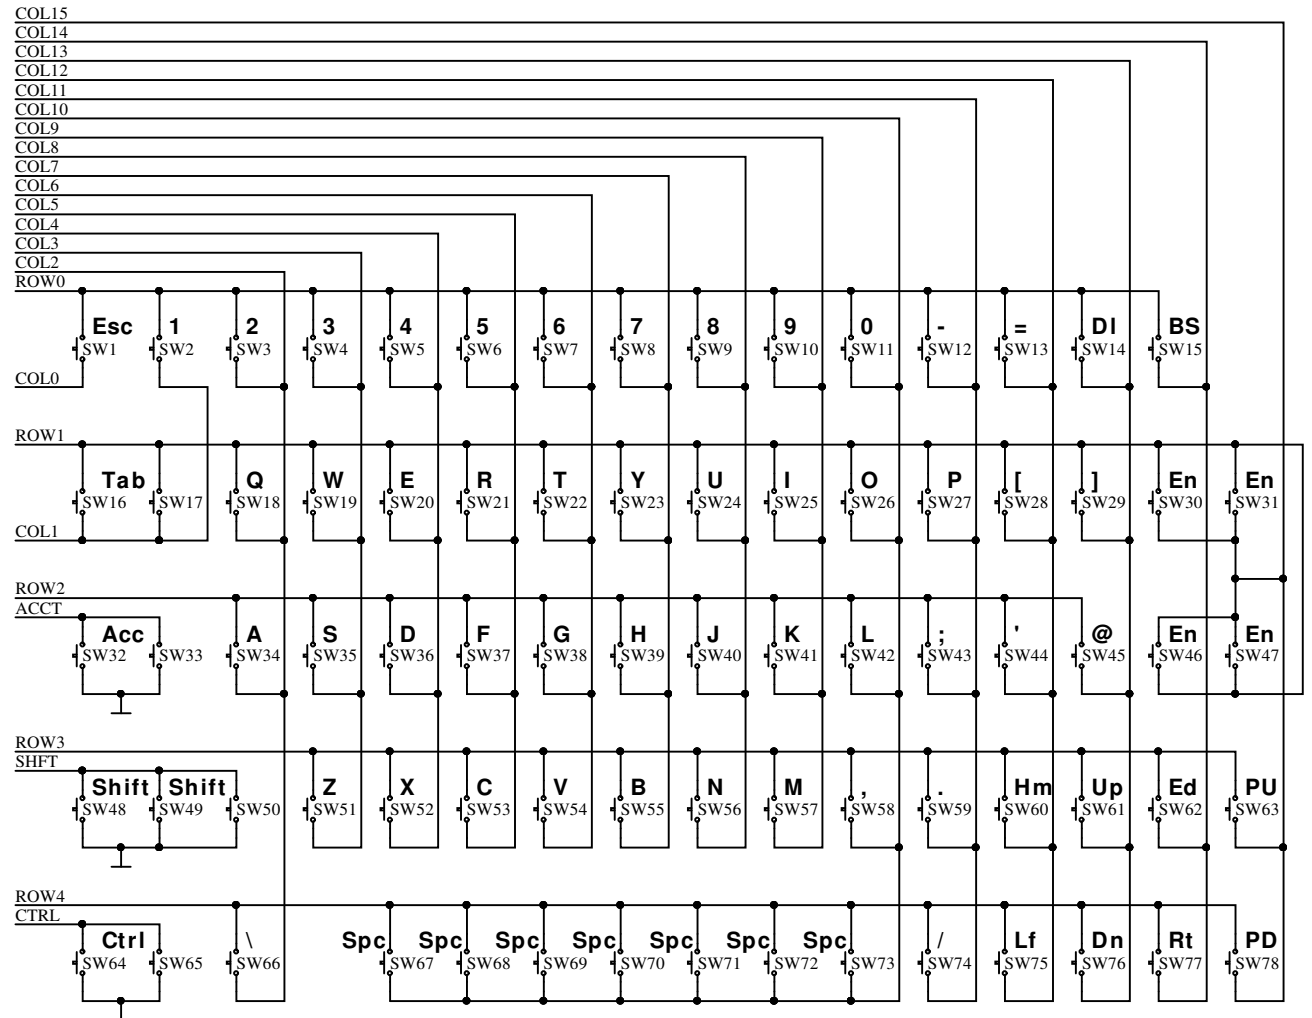 COL15
COL14
COL13
COL12
COL11
COL10
COL9
COL8
COL7
COL6
COL5
COL4
COL3
COL2
ROW0
Esc 1 2 3 4 5 6 7 8 9 0 - = Dl BS
SW1 SW2 SW3 SW4 SW5 SW6 SW7 SW8 SW9 SW10 SW11 SW12 SW13 SW14 SW15
COL0
ROW1
Tab Q W E R T Y U I O P [ ] En En
SW16 SW17 SW18 SW19 SW20 SW21 SW22 SW23 SW24 SW25 SW26 SW27 SW28 SW29 SW30 SW31
COL1
ROW2
ACCT
Acc A S D F G H J K L ; ' @ En En
SW32 SW33 SW34 SW35 SW36 SW37 SW38 SW39 SW40 SW41 SW42 SW43 SW44 SW45 SW46 SW47
ROW3
SHFT
Shift Shift Z X C V B N M , . Hm Up Ed PU
SW48 SW49 SW50 SW51 SW52 SW53 SW54 SW55 SW56 SW57 SW58 SW59 SW60 SW61 SW62 SW63
ROW4
CTRL
Ctrl \ Spc Spc Spc Spc Spc Spc Spc / Lf Dn Rt PD
SW64 SW65 SW66 SW67 SW68 SW69 SW70 SW71 SW72 SW73 SW74 SW75 SW76 SW77 SW78